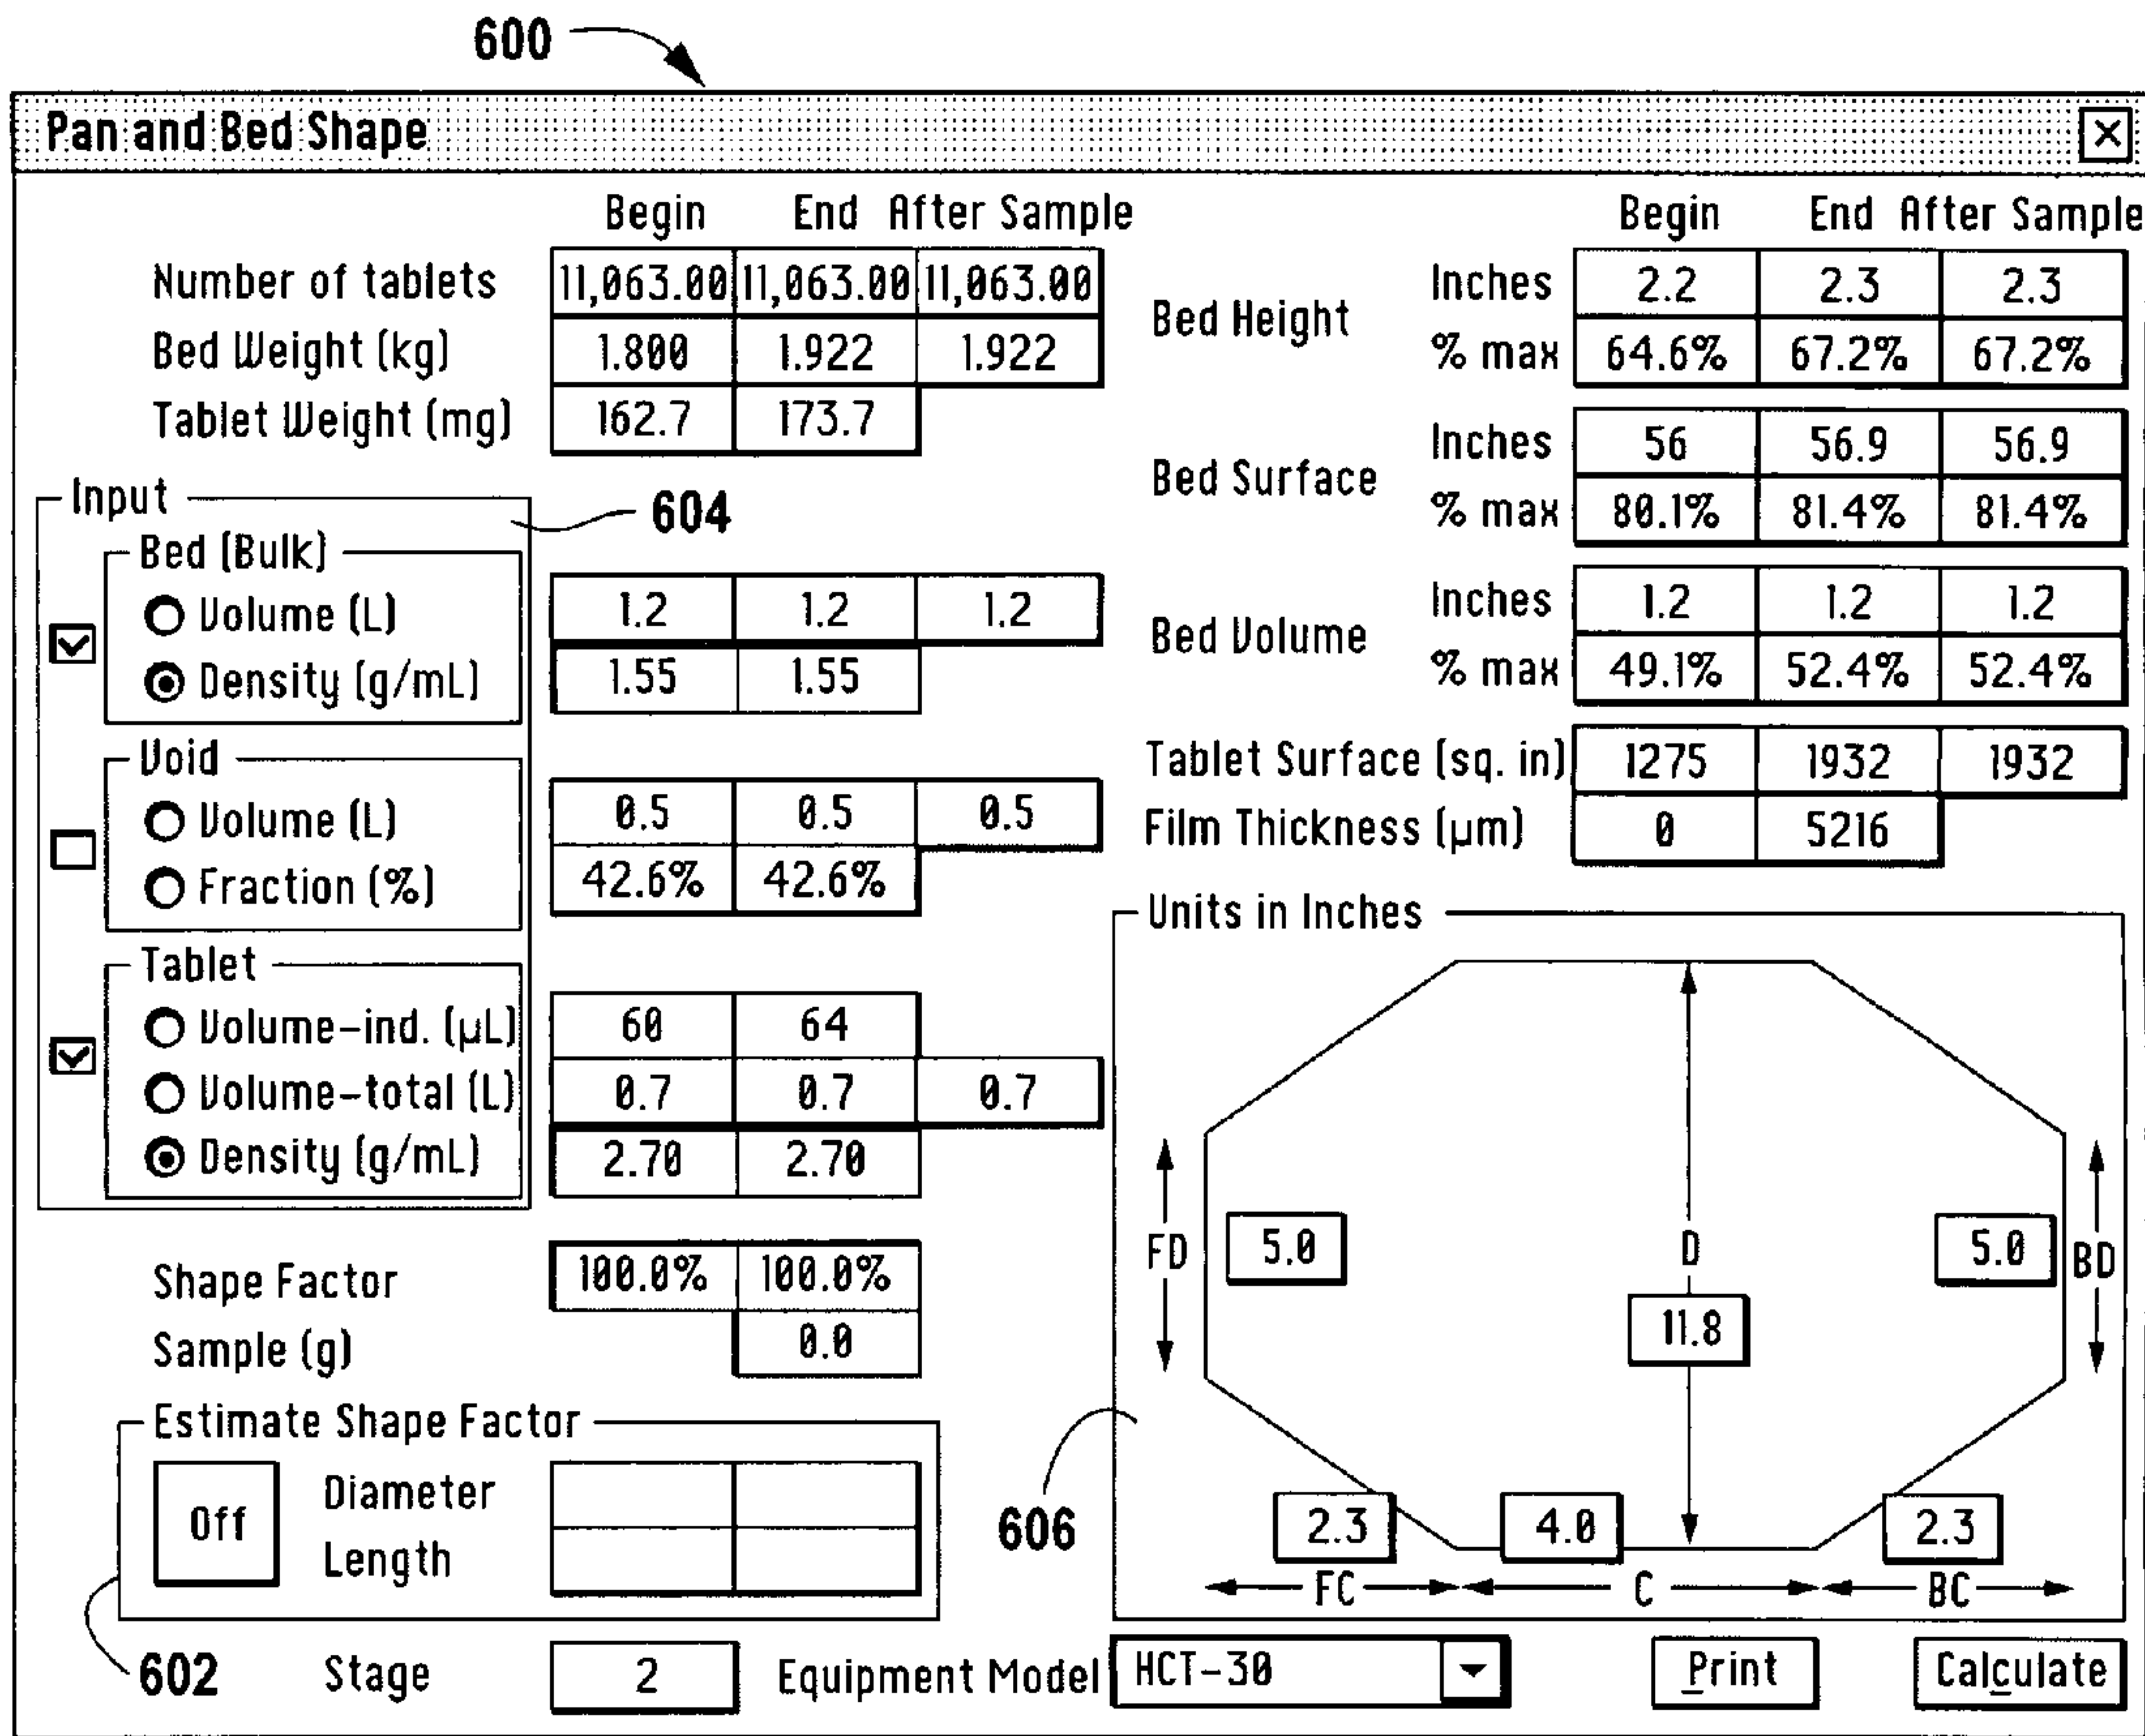 600
Pan and Bed Shape
Begin End After Sample
Number of tablets 11,063.00 11,063.00 11,063.00
Bed Weight (kg) 1.800 1.922 1.922
Tablet Weight (mg) 162.7 173.7
Input
604
Bed (Bulk)
Volume (L) 1.2 1.2 1.2
Density (g/mL) 1.55 1.55
Void
Volume (L) 0.5 0.5 0.5
Fraction (%) 42.6% 42.6%
Tablet
Volume-ind. (µL) 60 64
Volume-total (L) 0.7 0.7 0.7
Density (g/mL) 2.70 2.70
Shape Factor 100.0% 100.0%
Sample (g) 0.0
Estimate Shape Factor
Off
Diameter
Length
602
Begin End After Sample
Bed Height
Inches 2.2 2.3 2.3
% max 64.6% 67.2% 67.2%
Bed Surface
Inches 56 56.9 56.9
% max 80.1% 81.4% 81.4%
Bed Volume
Inches 1.2 1.2 1.2
% max 49.1% 52.4% 52.4%
Tablet Surface (sq. in) 1275 1932 1932
Film Thickness (µm) 0 5216
Units in Inches
FD 5.0 D 5.0 BD
11.8
606
2.3 4.0 2.3
FC C BC
Stage 2 Equipment Model HCT-30 Print Calculate